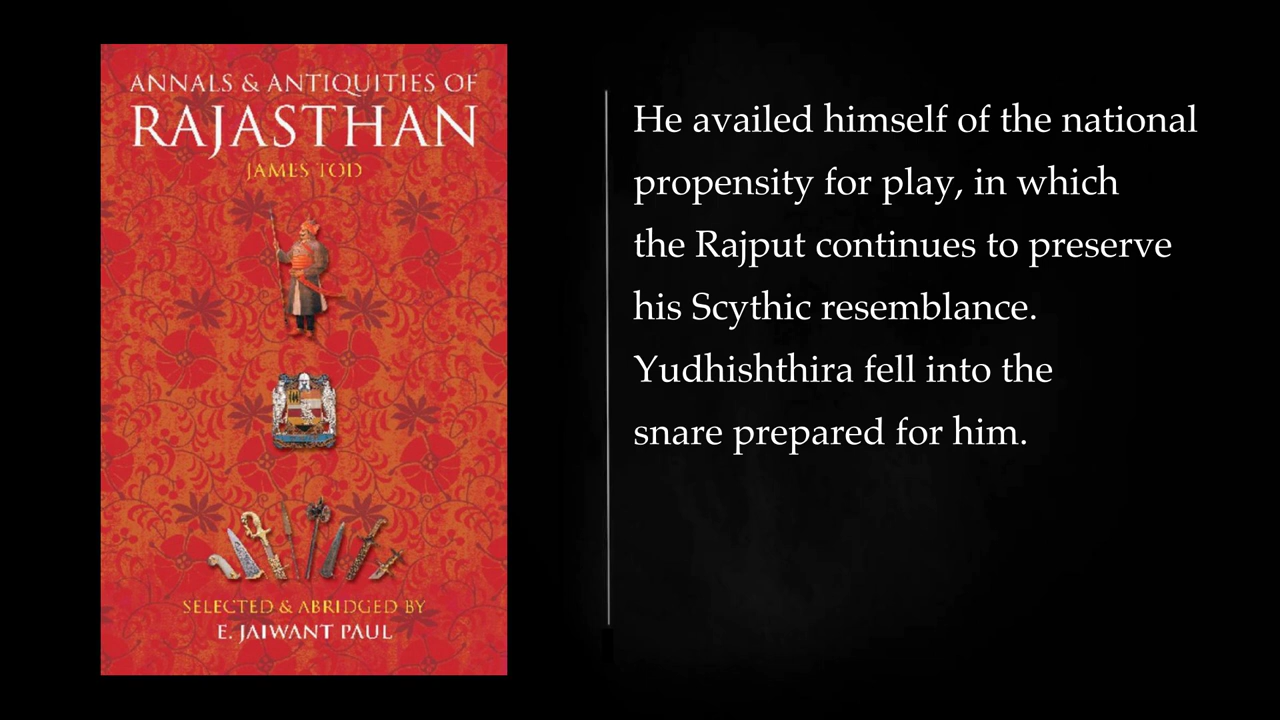 ANNALS & ANTIQUITIES OF
RAJASTHAN
JAMES TOD
SELECTED & ABRIDGED BY
E. JAIWANT PAUL
He availed himself of the national
propensity for play, in which
the Rajput continues to preserve
his Scythic resemblance.
Yudhishthira fell into the
snare prepared for him.